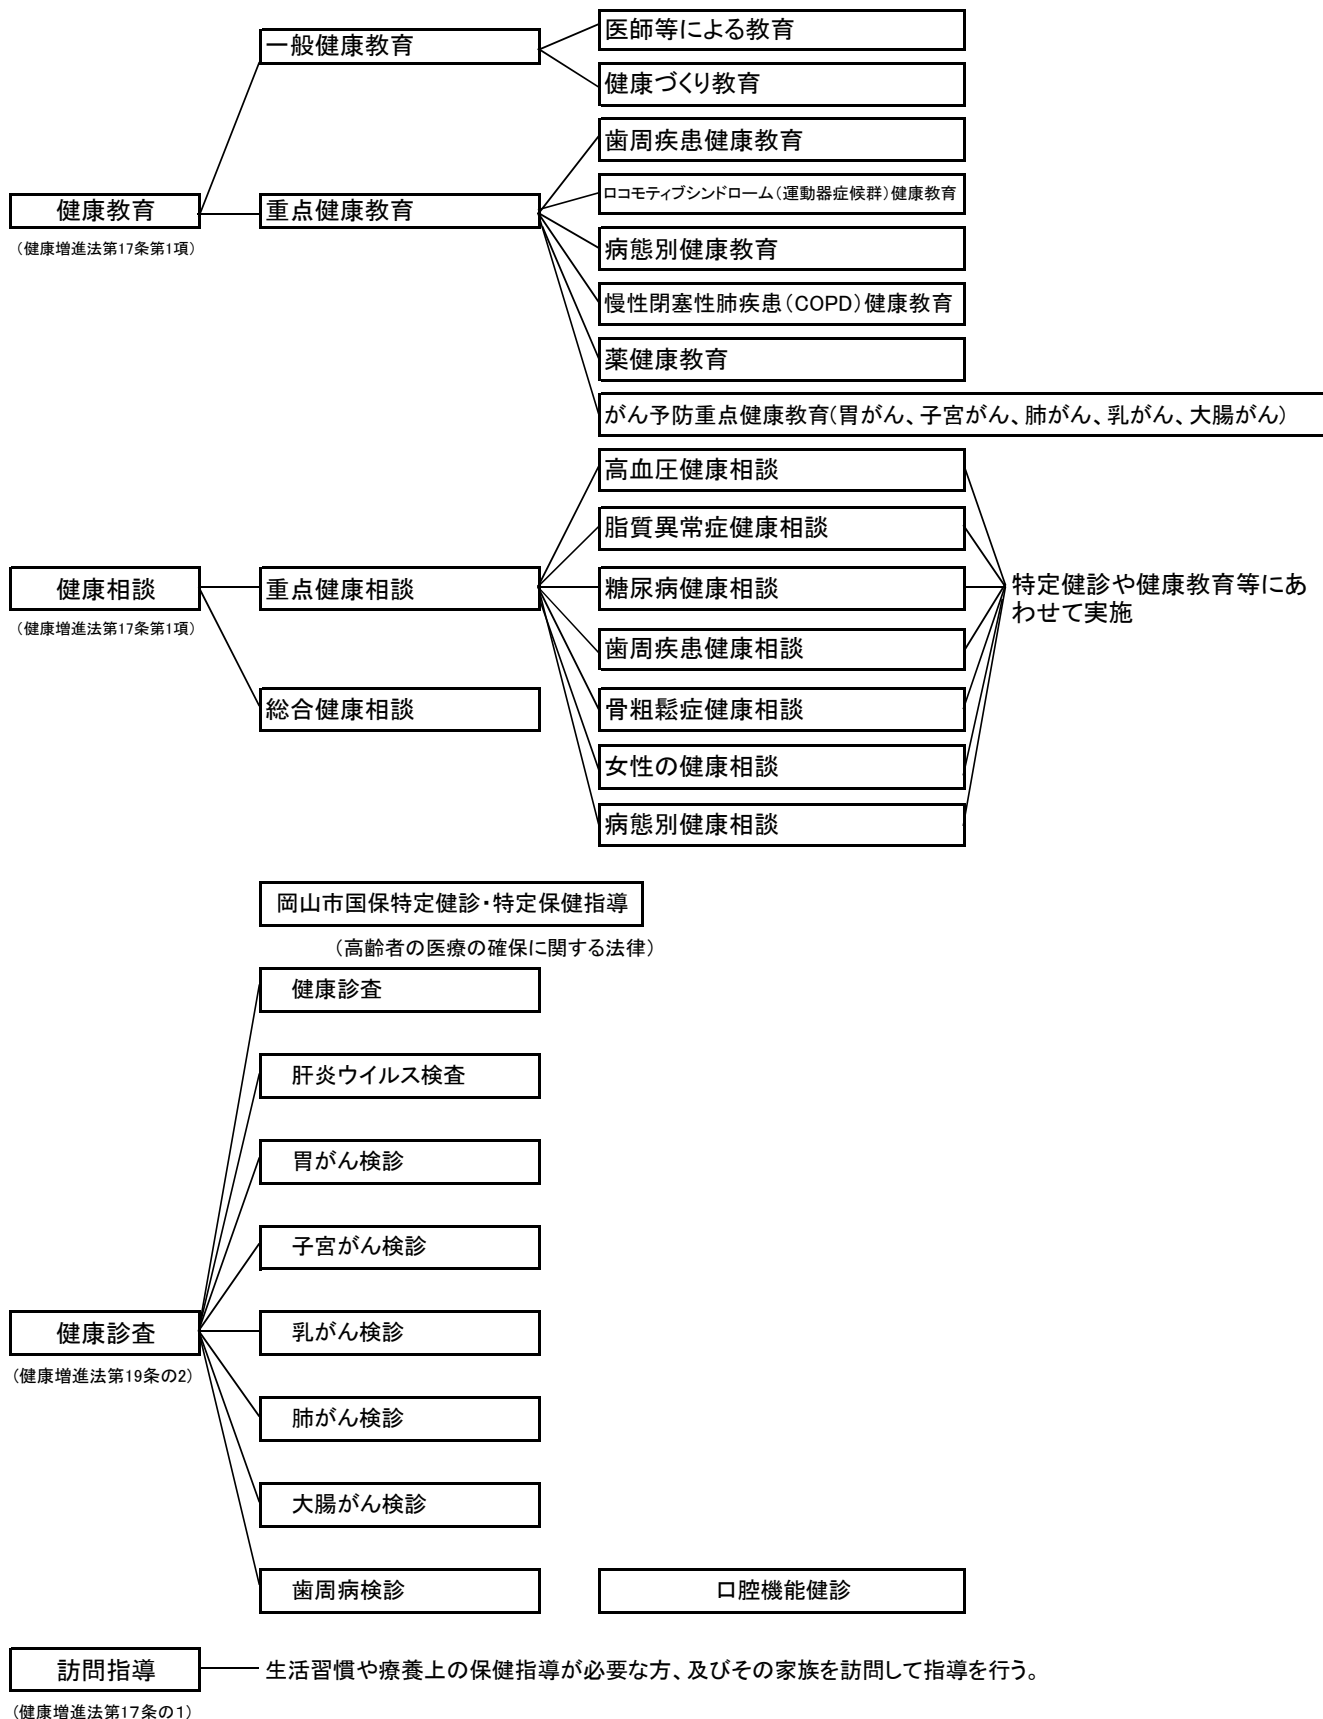 一般健康教育
医師等による教育
健康づくり教育
歯周疾患健康教育
ロコモティブシンドローム（運動器症候群）健康教育
健康教育
重点健康教育
（健康増進法第17条第1項）
病態別健康教育
慢性閉塞性肺疾患（COPD）健康教育
薬健康教育
がん予防重点健康教育(胃がん、子宮がん、肺がん、乳がん、大腸がん)
高血圧健康相談
脂質異常症健康相談
健康相談
重点健康相談
糖尿病健康相談
特定健診や健康教育等にあ
わせて実施
（健康増進法第17条第1項）
歯周疾患健康相談
総合健康相談
骨粗鬆症健康相談
女性の健康相談
病態別健康相談
岡山市国保特定健診・特定保健指導
（高齢者の医療の確保に関する法律）
健康診査
肝炎ウイルス検査
胃がん検診
子宮がん検診
健康診査
乳がん検診
（健康増進法第19条の2）
肺がん検診
大腸がん検診
歯周病検診
口腔機能健診
訪問指導
生活習慣や療養上の保健指導が必要な方、及びその家族を訪問して指導を行う。
（健康増進法第17条の1）